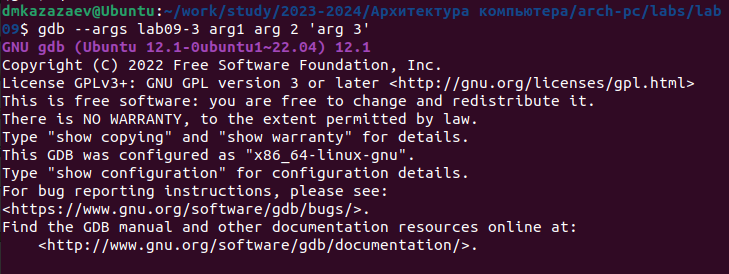 dmkazazaev@Ubuntu:~/work/study/2023-2024/Архитектура компьютера/arch-pc/labs/lab
09$ gdb --args lab09-3 arg1 arg 2 'arg 3'
GNU gdb (Ubuntu 12.1-0ubuntu1~22.04) 12.1
Copyright (C) 2022 Free Software Foundation, Inc.
License GPLv3+: GNU GPL version 3 or later <http://gnu.org/licenses/gpl.html>
This is free software: you are free to change and redistribute it.
There is NO WARRANTY, to the extent permitted by law.
Type "show copying" and "show warranty" for details.
This GDB was configured as "x86_64-linux-gnu".
Type "show configuration" for configuration details.
For bug reporting instructions, please see:
<https://www.gnu.org/software/gdb/bugs/>.
Find the GDB manual and other documentation resources online at:
    <http://www.gnu.org/software/gdb/documentation/>.